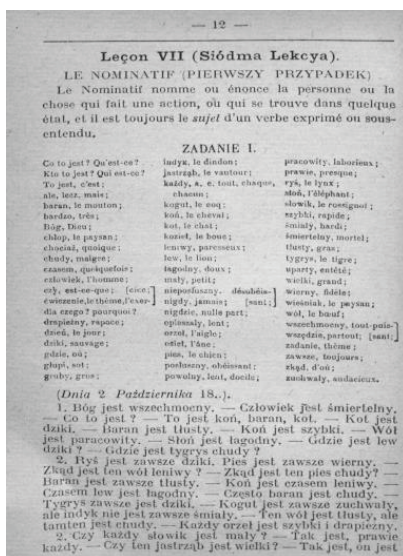 — 12 —
Leçon VII (Siódma Lekcya).
LE NOMINATIF (PIERWSZY PRZYPADEK)
Le Nominatif nomme ou énonce la personne ou la
chose qui fait une action, où qui se trouve dans quelque
état, et il est toujours le sujet d'un verbe exprimé ou sous-
entendu.
ZADANIE I.
Co to jest? Qu'est-ce?
Kto to jest? Qui est-ce?
To jest, c'est;
ale, lecz, mais;
baran, le mouton;
bardzo, très;
Bóg, Dieu;
chłop, le paysan;
chociaż, quoique;
chudy, maigre;
czasem, quelquefois;
człowiek, l'homme;
czy, est-ce-que; [cice;
ćwiczenie, le thème, l'exer-]
dla czego? pourquoi?
drapieżny, rapace;
dzień, le jour;
dziki, sauvage;
gdzie, où;
głupi, sot;
gruby, gros;
indyk, le dindon;
jastrząb, le vautour;
każdy, a, e, tout, chaque,
chacun;
kogut, le coq;
koń, le cheval;
kot, le chat;
kozieł, le bouc;
leniwy, paresseux;
lew, le lion;
łagodny, doux;
mały, petit;
nieposłuszny, désobéis-]
nigdy, jamais; [sant;
nigdzie, nulle part;
opieszały, lent;
orzeł, l'aigle;
osieł, l'âne;
pies, le chien;
posłuszny, obéissant;
powolny, lent, docile;
pracowity, laborieux;
prawie, presque;
ryś, le lynx;
słoń, l'éléphant;
słowik, le rossignol;
szybki, rapide;
śmiały, hardi;
śmiertelny, mortel;
tłusty, gras;
tygrys, le tigre;
uparty, entêté;
wielki, grand;
wierny, fidèle;
wieśniak, le paysan;
wół, le bœuf;
wszechmocny, tout-puis-]
wszędzie, partout; [sant;
zadanie, thème;
zawsze, toujours;
zkąd, d'où;
zuchwały, audacieux.
(Dnia 2 Października 18..).
1. Bóg jest wszechmocny. — Człowiek jest śmiertelny.
— Co to jest? — To jest koń, baran, kot. — Kot jest
dziki. — Baran jest tłusty. — Koń jest szybki. — Wół
jest paracowity. — Słoń jest łagodny. — Gdzie jest lew
dziki? — Gdzie jest tygrys chudy?
2. Ryś jest zawsze dziki. Pies jest zawsze wierny. —
Zkąd jest ten wół leniwy? — Zkąd jest ten pies chudy? —
Baran jest zawsze tłusty. — Koń jest czasem leniwy. —
Czasem lew jest łagodny. — Często baran jest chudy. —
Tygrys zawsze jest dziki. — Kogut jest zawsze zuchwały,
ale indyk nie jest zawsze śmiały. — Ten wół jest tłusty, ale
tamten jest chudy. — Każdy orzeł jest szybki i drapieżny.
2. Czy każdy słowik jest mały? — Tak jest, prawie
każdy. — Czy ten jastrząb jest wielki? — Tak jest, on jest